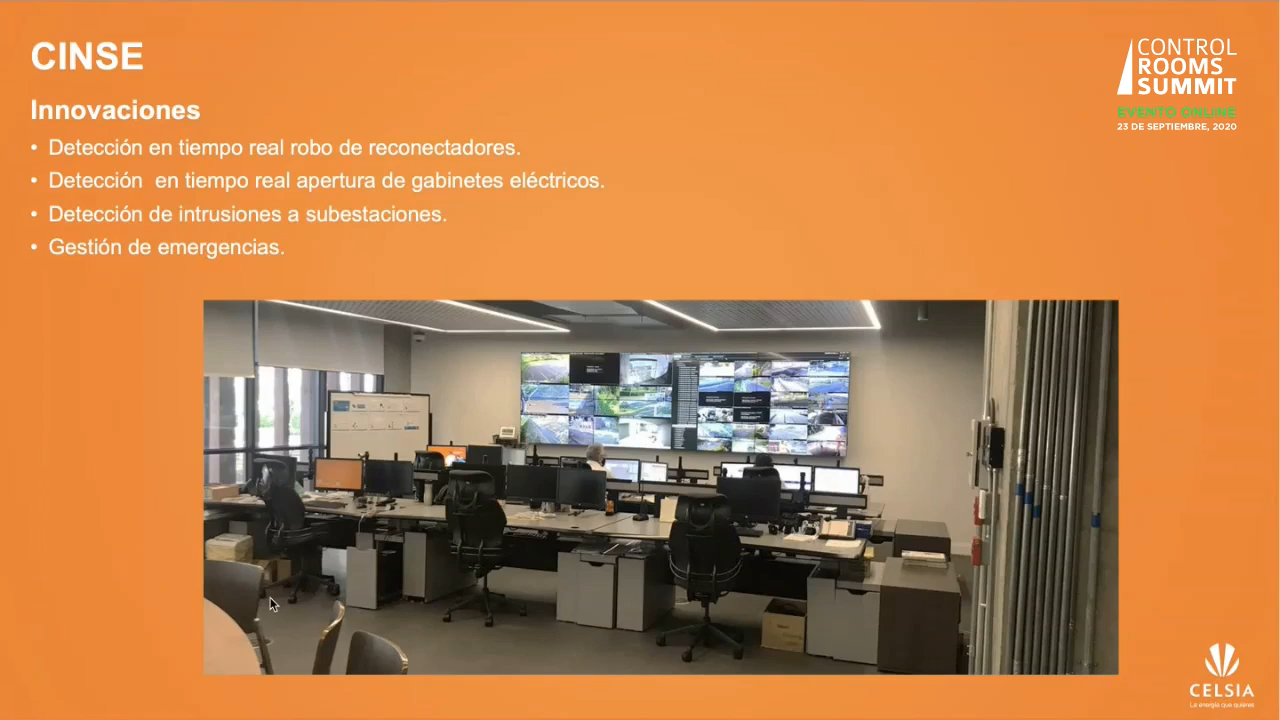 CINSE
CONTROL
ROOMS
SUMMIT
EVENTO ONLINE
23 DE SEPTIEMBRE, 2020
Innovaciones
• Detección en tiempo real robo de reconectadores.
• Detección  en tiempo real apertura de gabinetes eléctricos.
• Detección de intrusiones a subestaciones.
• Gestión de emergencias.
CELSIA
La energía que quieres